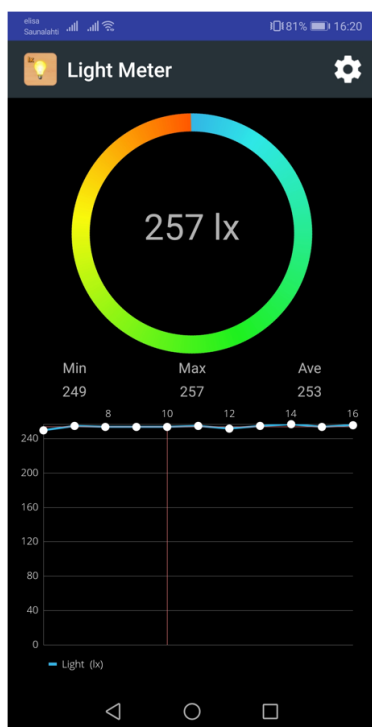 elisa
Saunalahti 81% 16:20
Light Meter
257 lx
Min Max Ave
249 257 253
8 10 12 14 16
240
200
160
120
80
40
0
Light (lx)